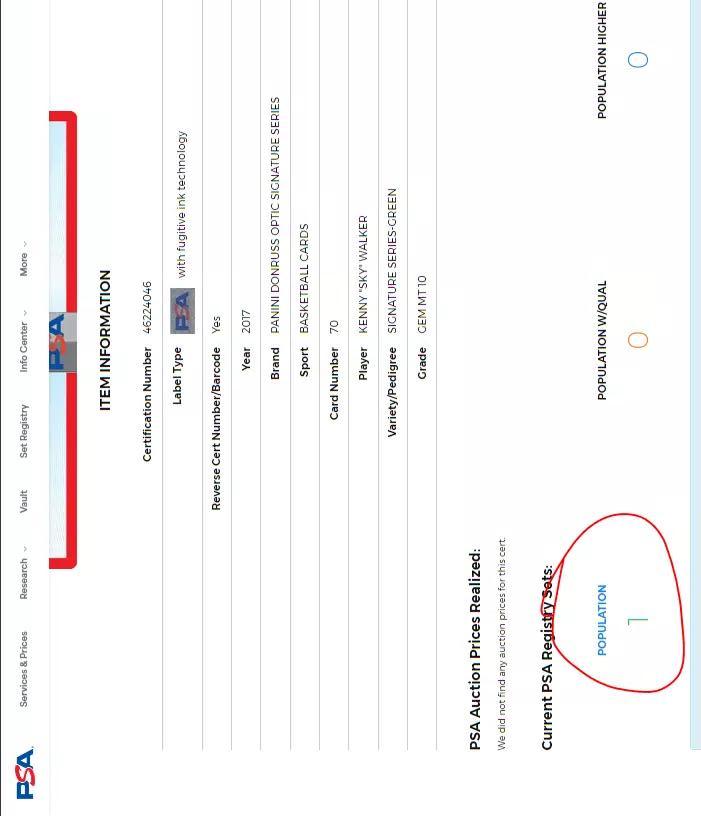 PSA
Services & Prices
Research
Vault
Set Registry
Info Center
More
PSA
ITEM INFORMATION
Certification Number 46224046
Label Type PSA with fugitive ink technology
Reverse Cert Number/Barcode Yes
Year 2017
Brand PANINI DONRUSS OPTIC SIGNATURE SERIES
Sport BASKETBALL CARDS
Card Number 70
Player KENNY "SKY" WALKER
Variety/Pedigree SIGNATURE SERIES-GREEN
Grade GEM MT 10
PSA Auction Prices Realized:
We did not find any auction prices for this cert.
Current PSA Registry Sets:
POPULATION
1
POPULATION W/QUAL
0
POPULATION HIGHER
0